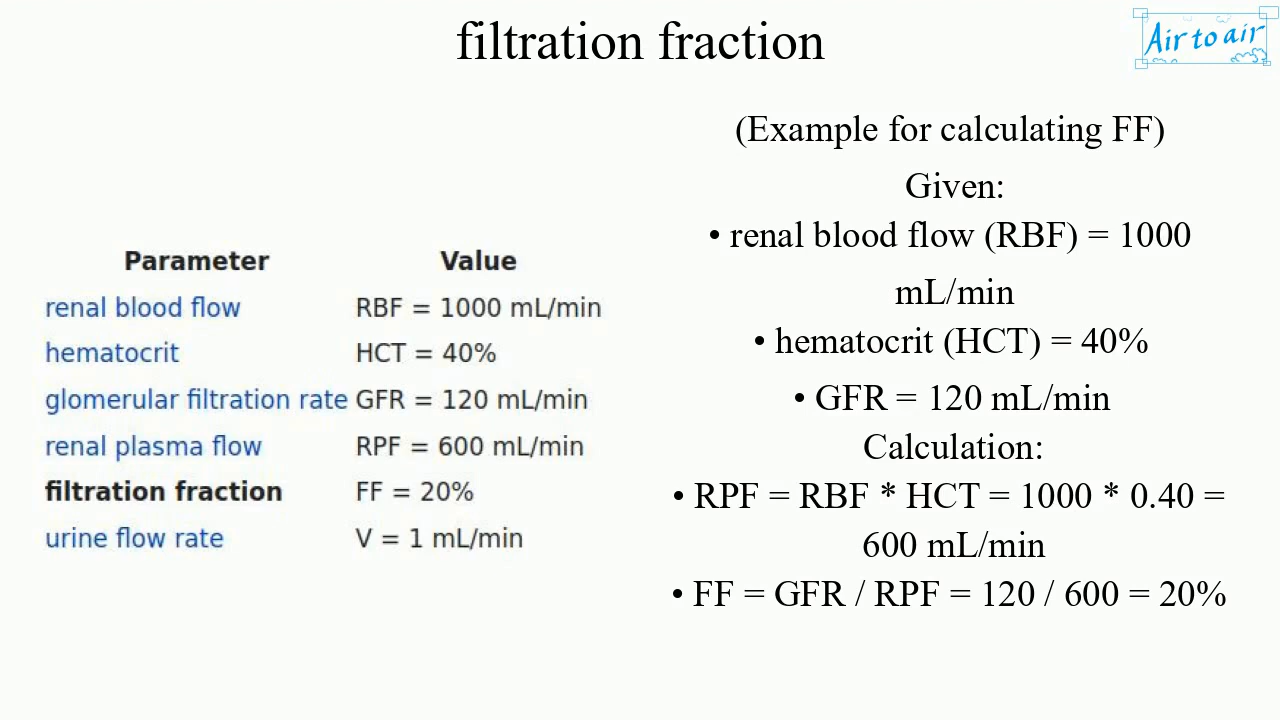 filtration fraction
Air to air
Parameter Value
renal blood flow RBF = 1000 mL/min
hematocrit HCT = 40%
glomerular filtration rate GFR = 120 mL/min
renal plasma flow RPF = 600 mL/min
filtration fraction FF = 20%
urine flow rate V = 1 mL/min
(Example for calculating FF)
Given:
• renal blood flow (RBF) = 1000
mL/min
• hematocrit (HCT) = 40%
• GFR = 120 mL/min
Calculation:
• RPF = RBF * HCT = 1000 * 0.40 =
600 mL/min
• FF = GFR / RPF = 120 / 600 = 20%